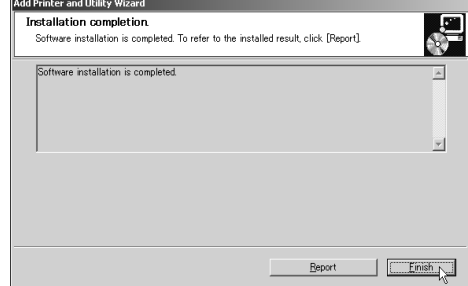 Add Printer and Utility Wizard
Installation completion.
Software installation is completed. To refer to the installed result, click [Report].
Software installation is completed.
Report
Finish